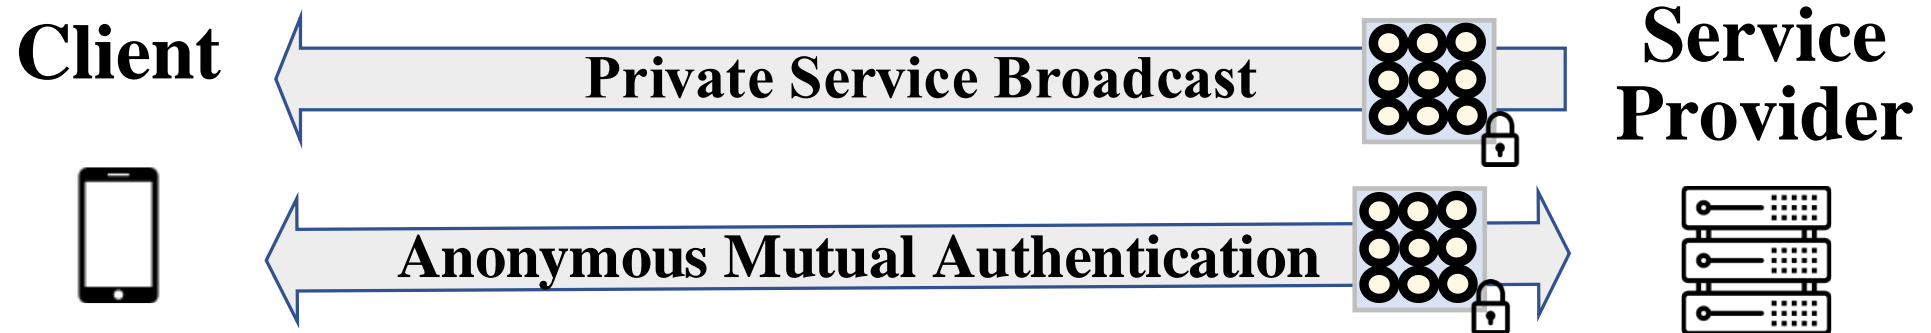 Client
Private Service Broadcast
Service
Provider
Anonymous Mutual Authentication